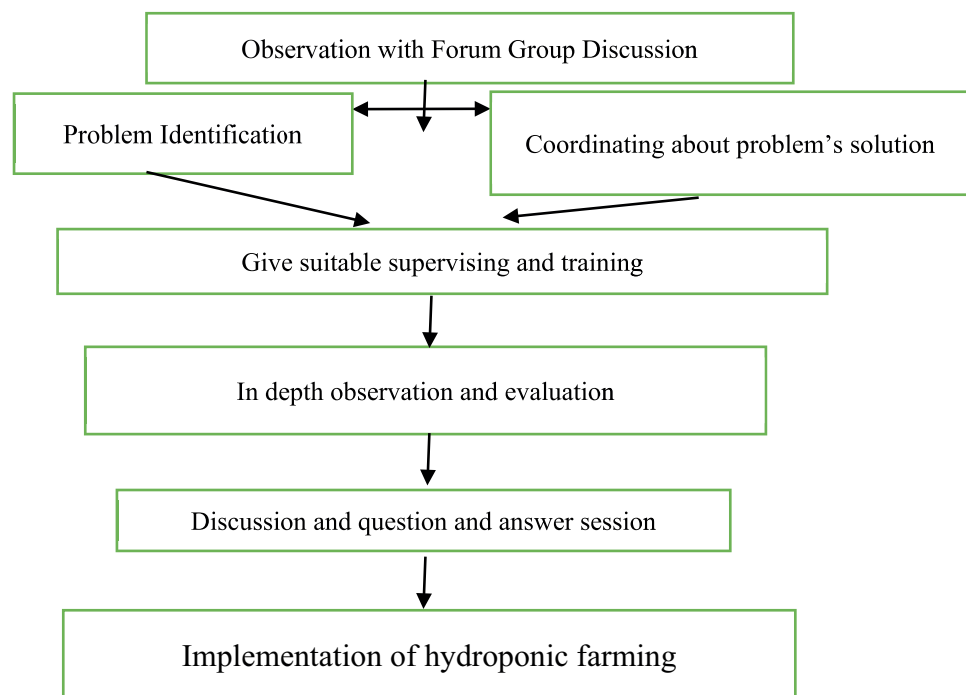 Observation with Forum Group Discussion
Problem Identification
Coordinating about problem’s solution
Give suitable supervising and training
In depth observation and evaluation
Discussion and question and answer session
Implementation of hydroponic farming